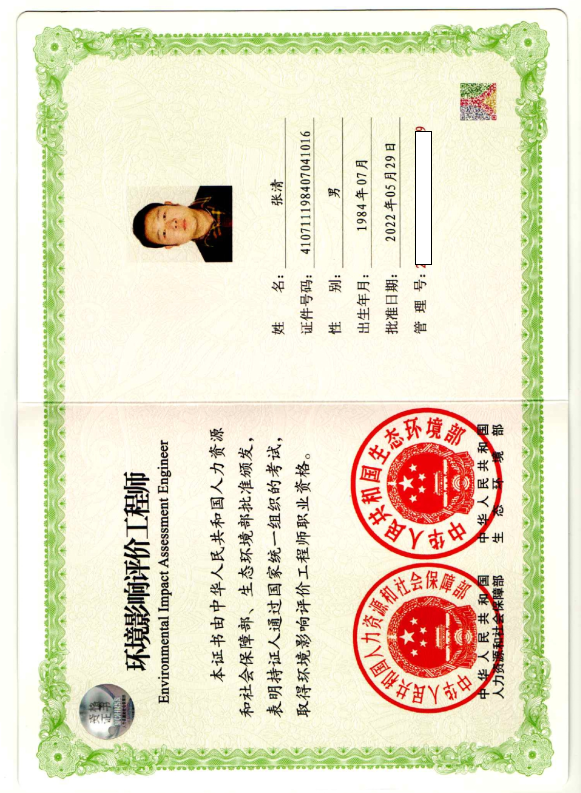 环境影响评价工程师
Environmental Impact Assessment Engineer
本证书由中华人民共和国人力资源
和社会保障部、生态环境部批准颁发，
表明持证人通过国家统一组织的考试，
取得环境影响评价工程师职业资格。
中华人民共和国人力资源和社会保障部
中华人民共和国
人力资源和社会保障部
中华人民共和国生态环境部
中华人民共和国
生态环境部
姓名：张清
证件号码：410711198407041016
性别：男
出生年月：1984年07月
批准日期：2022年05月29日
管理号：